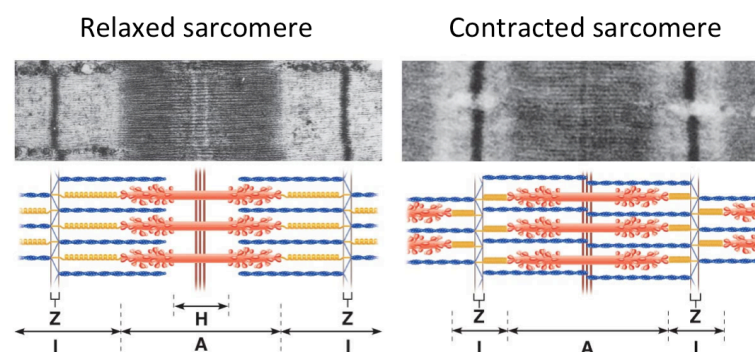 Relaxed sarcomere
Contracted sarcomere
Z H Z
I A I
Z Z
I A I